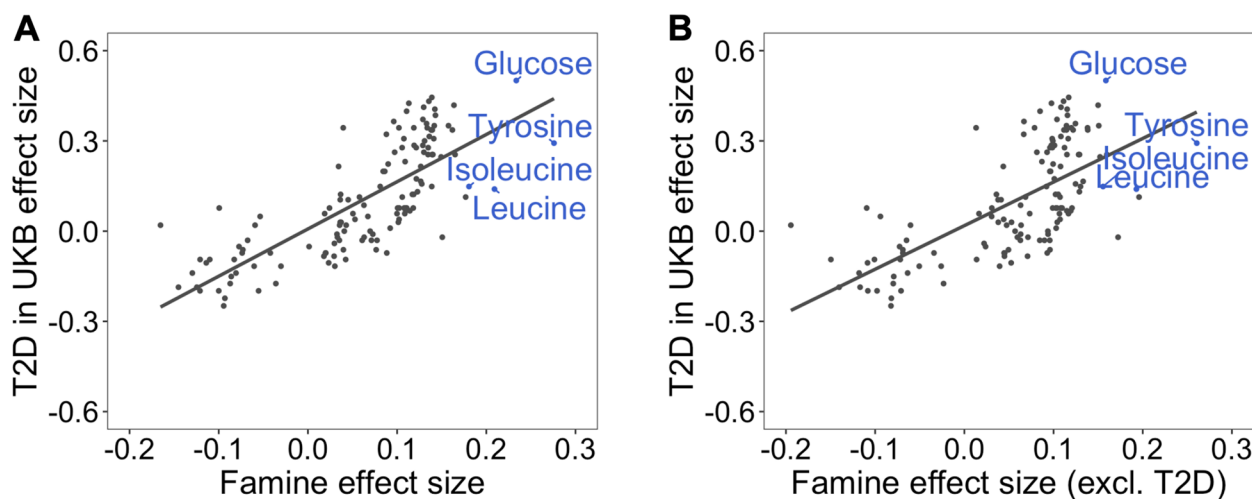 A
T2D in UKB effect size
0.6
0.3
0.0
-0.3
-0.6
Glucose
Tyrosine
Isoleucine
Leucine
-0.2 -0.1 0.0 0.1 0.2 0.3
Famine effect size
B
T2D in UKB effect size
0.6
0.3
0.0
-0.3
-0.6
Glucose
Tyrosine
Isoleucine
Leucine
-0.2 -0.1 0.0 0.1 0.2 0.3
Famine effect size (excl. T2D)